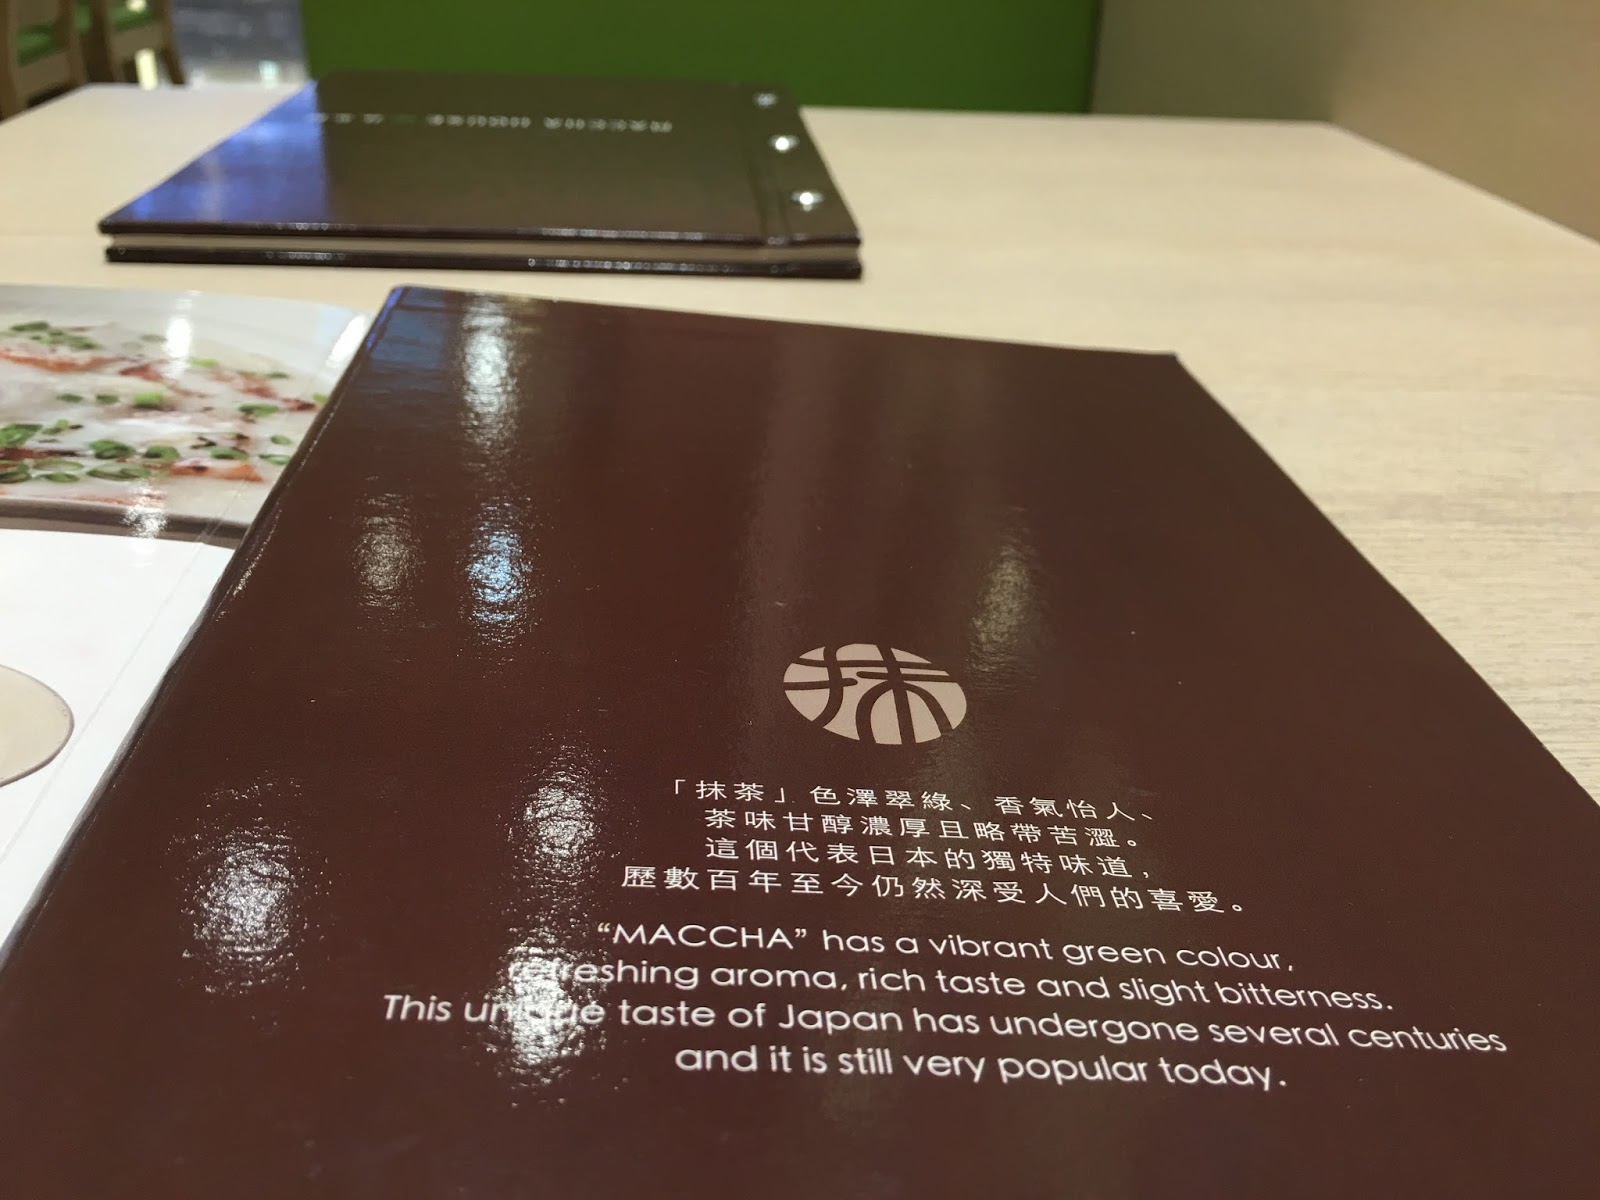 MACCHA HOUSE
抹
「抹茶」色澤翠綠、香氣怡人、
茶味甘醇濃厚且略帶苦澀。
這個代表日本的獨特味道，
歷數百年至今仍然深受人們的喜愛。
“MACCHA” has a vibrant green colour,
refreshing aroma, rich taste and slight bitterness.
This unique taste of Japan has undergone several centuries
and it is still very popular today.